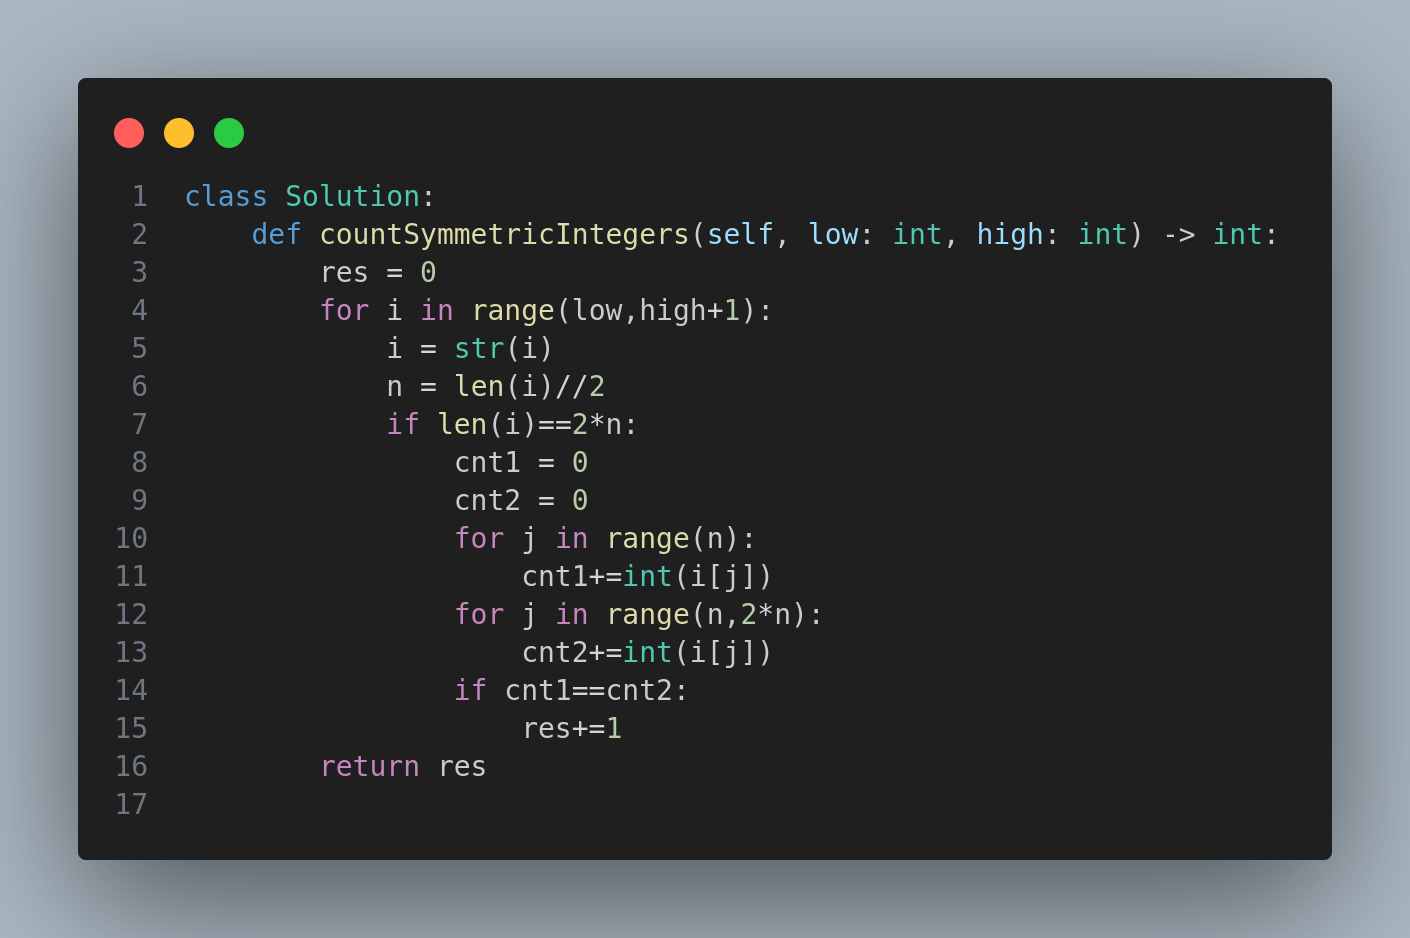 1 class Solution:
2     def countSymmetricIntegers(self, low: int, high: int) -> int:
3         res = 0
4         for i in range(low,high+1):
5             i = str(i)
6             n = len(i)//2
7             if len(i)==2*n:
8                 cnt1 = 0
9                 cnt2 = 0
10                 for j in range(n):
11                     cnt1+=int(i[j])
12                 for j in range(n,2*n):
13                     cnt2+=int(i[j])
14                 if cnt1==cnt2:
15                     res+=1
16         return res
17